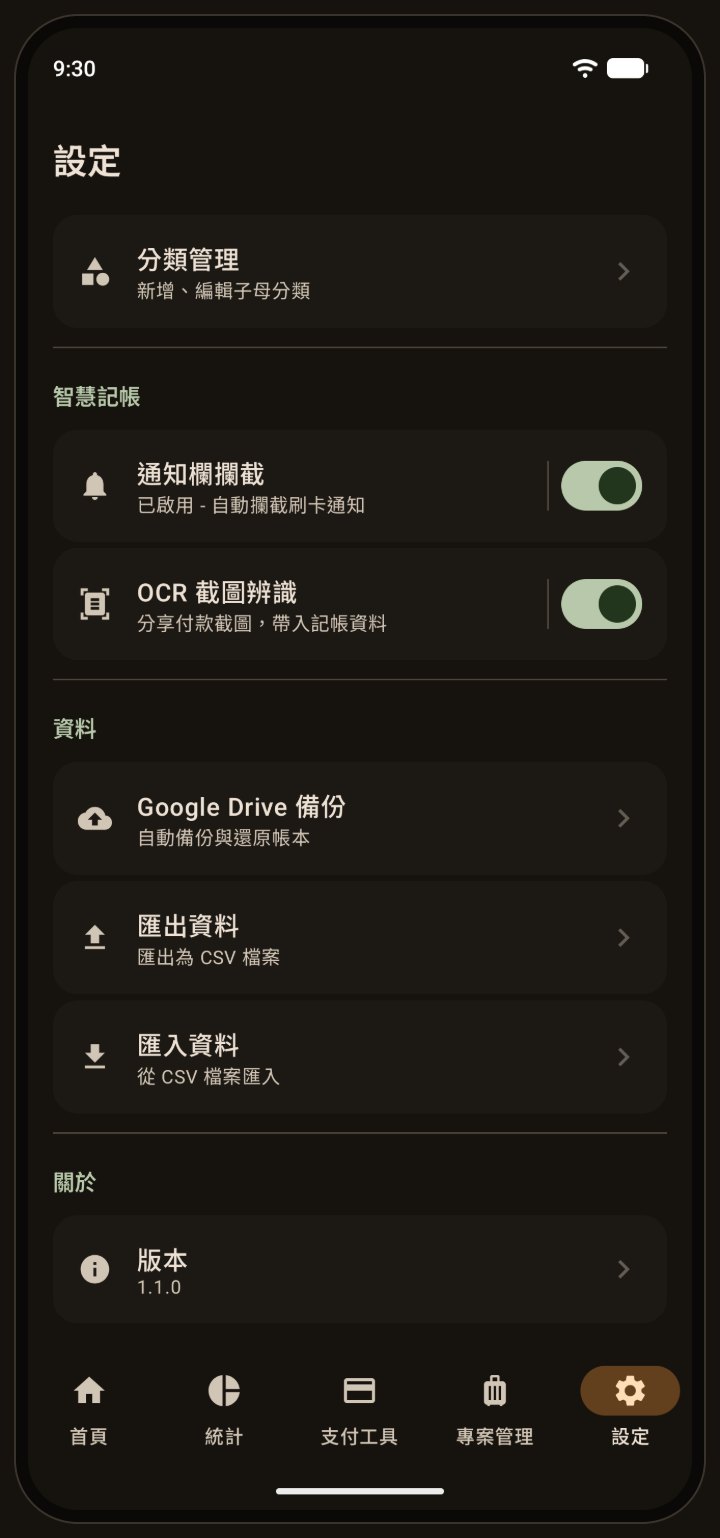 9:30
設定
分類管理
新增、編輯子母分類
智慧記帳
通知欄攔截
已啟用 - 自動攔截刷卡通知
OCR 截圖辨識
分享付款截圖，帶入記帳資料
資料
Google Drive 備份
自動備份與還原帳本
匯出資料
匯出為 CSV 檔案
匯入資料
從 CSV 檔案匯入
關於
版本
1.1.0
首頁
統計
支付工具
專案管理
設定